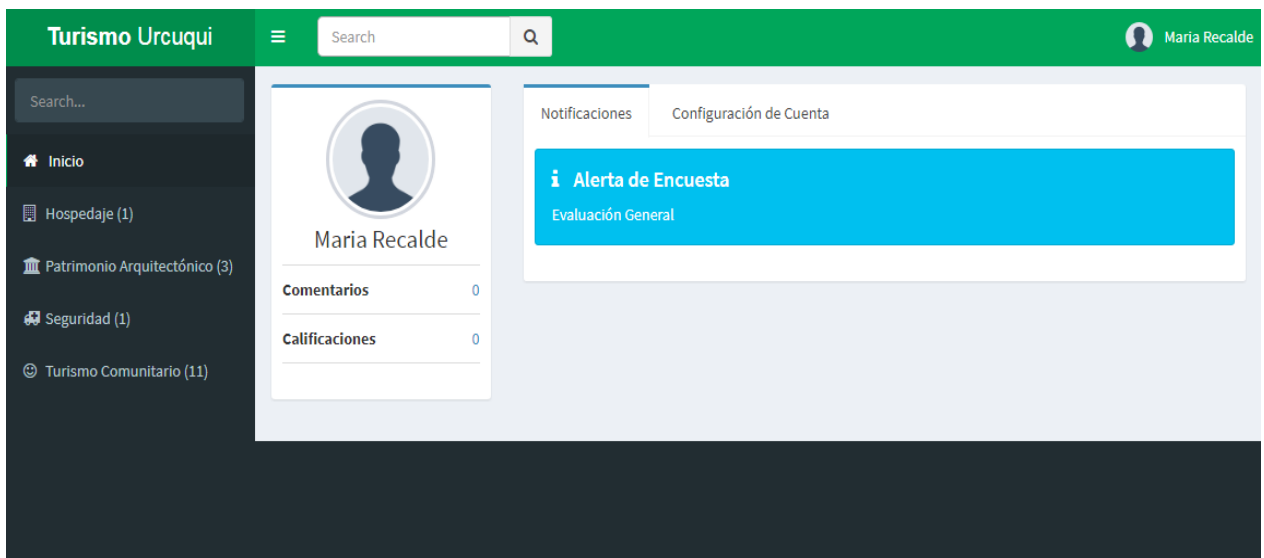 Turismo Urcuqui
Search
Maria Recalde
Search...
Inicio
Hospedaje (1)
Patrimonio Arquitectónico (3)
Seguridad (1)
Turismo Comunitario (11)
Maria Recalde
Comentarios 0
Calificaciones 0
Notificaciones Configuración de Cuenta
Alerta de Encuesta
Evaluación General